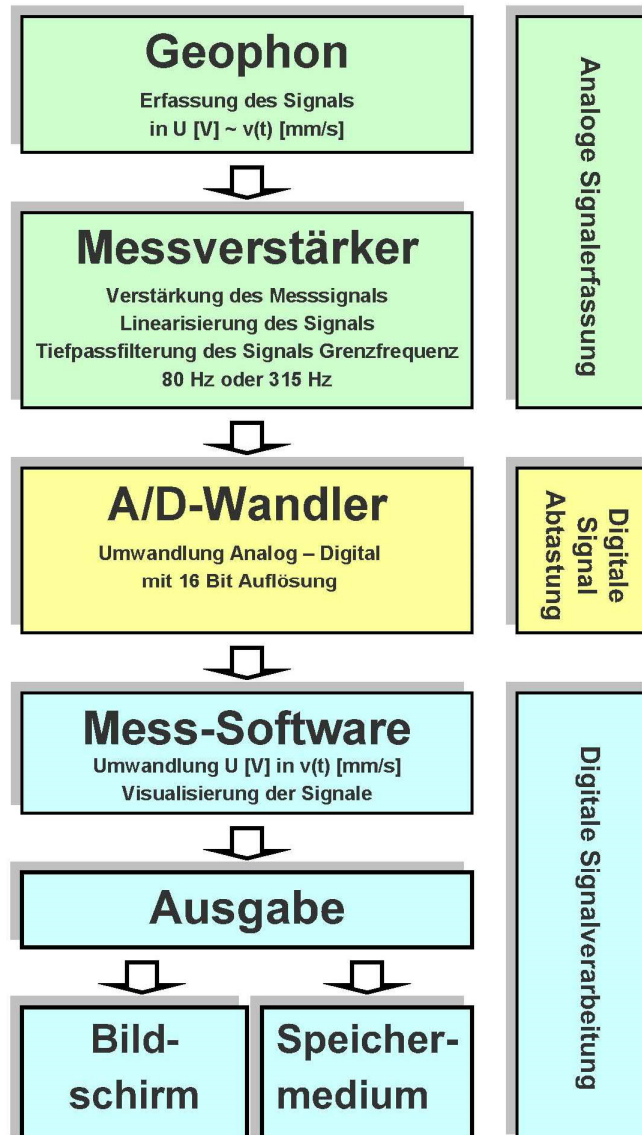 Geophon
Erfassung des Signals
in U [V] ~ v(t) [mm/s]
Messverstärker
Verstärkung des Messsignals
Linearisierung des Signals
Tiefpassfilterung des Signals Grenzfrequenz
80 Hz oder 315 Hz
Analoge Signalerfassung
A/D-Wandler
Umwandlung Analog – Digital
mit 16 Bit Auflösung
Digitale
Signal
Abtastung
Mess-Software
Umwandlung U [V] in v(t) [mm/s]
Visualisierung der Signale
Ausgabe
Bild-
schirm
Speicher-
medium
Digitale Signalverarbeitung